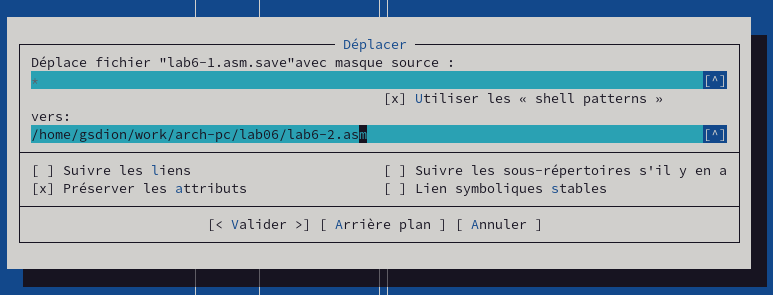 Déplacer
Déplace fichier "lab6-1.asm.save"avec masque source :
* [^]
[x] Utiliser les « shell patterns »
vers:
/home/gsdion/work/arch-pc/lab06/lab6-2.asm [^]
[ ] Suivre les liens [ ] Suivre les sous-répertoires s'il y en a
[x] Préserver les attributs [ ] Lien symboliques stables
[< Valider >] [ Arrière plan ] [ Annuler ]